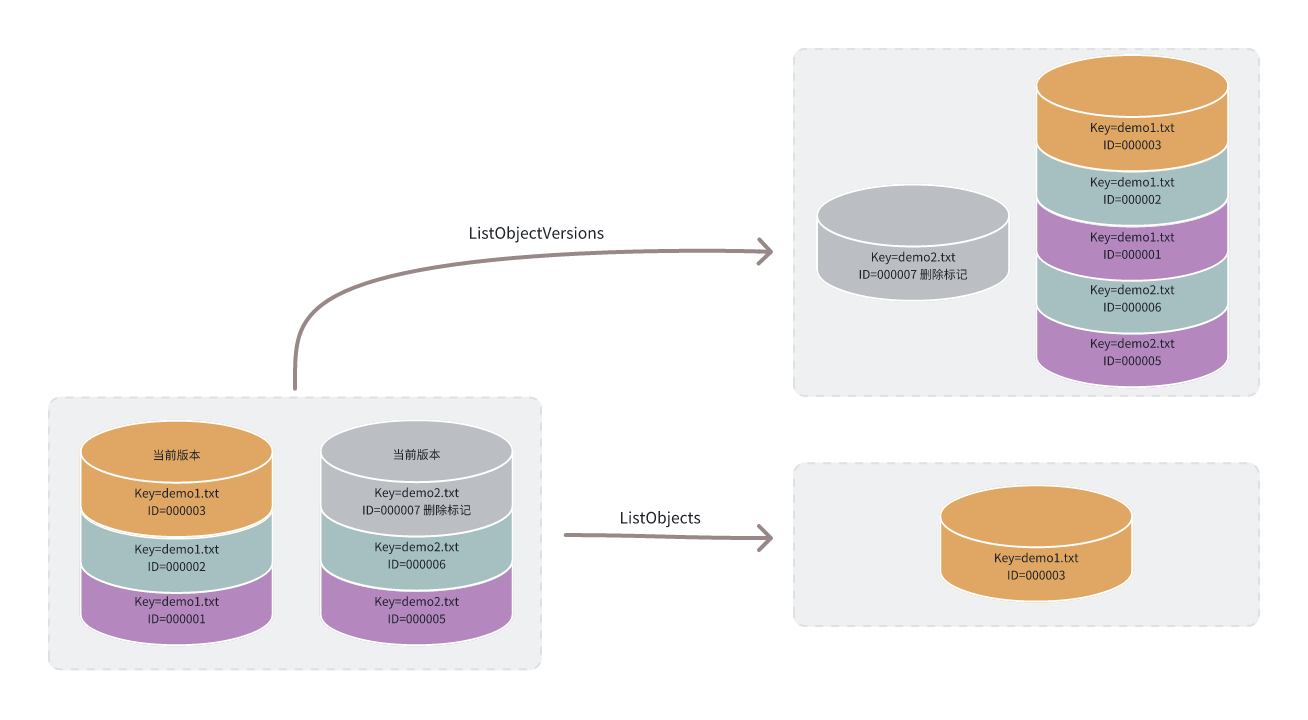 Key=demo1.txt
ID=000003
Key=demo1.txt
ID=000002
Key=demo1.txt
ID=000001
Key=demo2.txt
ID=000006
Key=demo2.txt
ID=000005
Key=demo2.txt
ID=000007 删除标记
ListObjectVersions
当前版本
Key=demo1.txt
ID=000003
Key=demo1.txt
ID=000002
Key=demo1.txt
ID=000001
当前版本
Key=demo2.txt
ID=000007 删除标记
Key=demo2.txt
ID=000006
Key=demo2.txt
ID=000005
ListObjects
Key=demo1.txt
ID=000003